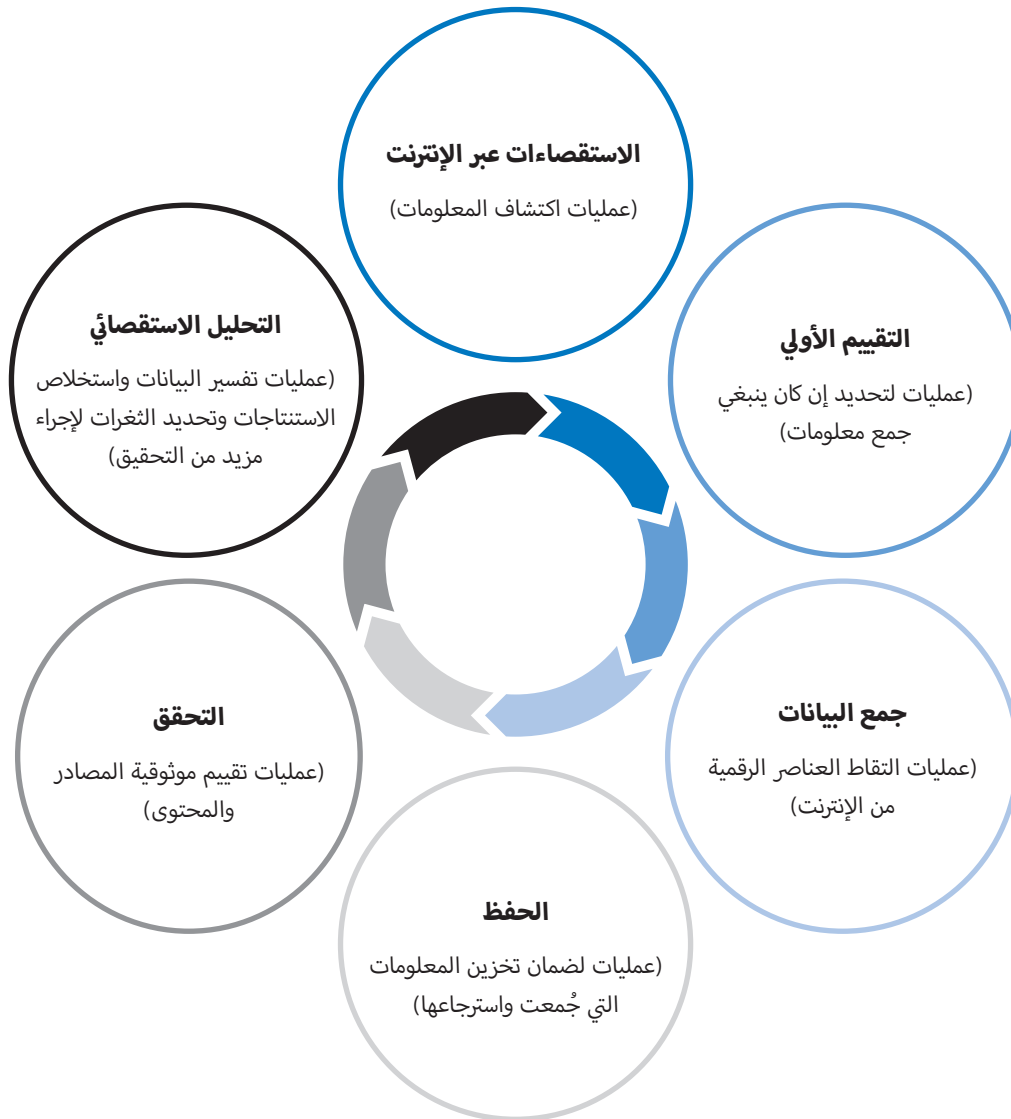 الاستقصاءات عبر الإنترنت
(عمليات اكتشاف المعلومات)
التقييم الأولي
(عمليات لتحديد إن كان ينبغي
جمع معلومات)
جمع البيانات
(عمليات التقاط العناصر الرقمية
من الإنترنت)
الحفظ
(عمليات لضمان تخزين المعلومات
التي جُمعت واسترجاعها)
التحقق
(عمليات تقييم موثوقية المصادر
والمحتوى)
التحليل الاستقصائي
(عمليات تفسير البيانات واستخلاص
الاستنتاجات وتحديد الثغرات لإجراء
مزيد من التحقيق)